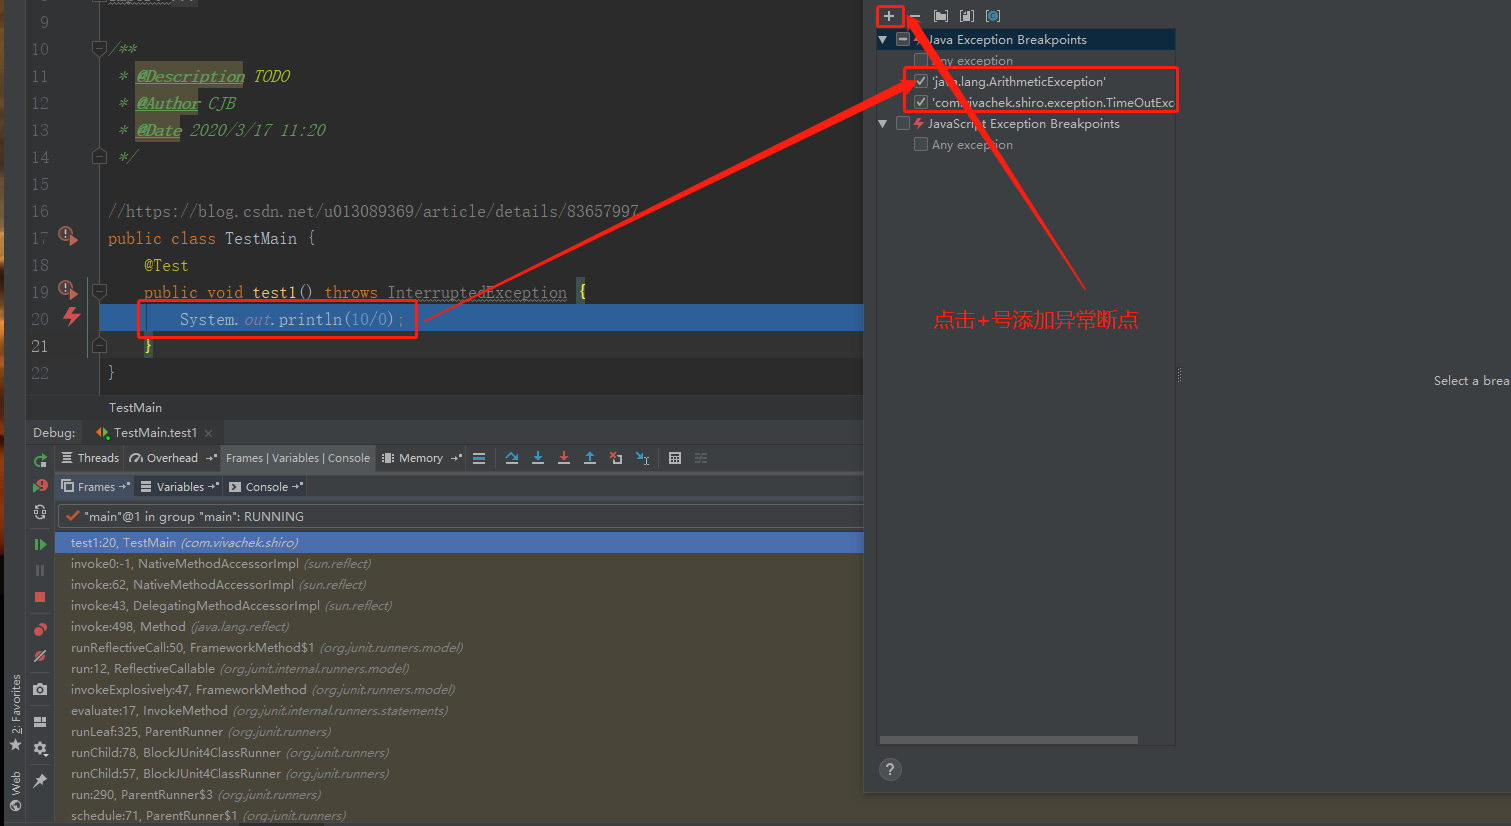 9
10 /**
11 * @Description TODO
12 * @Author CJB
13 * @Date 2020/3/17 11:20
14 */
15
16 //https://blog.csdn.net/u013089369/article/details/83657997
17 public class TestMain {
18 @Test
19 public void test1() throws InterruptedException {
20 System.out.println(10/0);
21 }
22 }
TestMain
Debug: TestMain.test1
Threads Overhead Frames | Variables | Console Memory
Frames Variables Console
"main"@1 in group "main": RUNNING
test1:20, TestMain (com.vivachek.shiro)
invoke0:-1, NativeMethodAccessorImpl (sun.reflect)
invoke:62, NativeMethodAccessorImpl (sun.reflect)
invoke:43, DelegatingMethodAccessorImpl (sun.reflect)
invoke:498, Method (java.lang.reflect)
runReflectiveCall:50, FrameworkMethod$1 (org.junit.runners.model)
run:12, ReflectiveCallable (org.junit.internal.runners.model)
invokeExplosively:47, FrameworkMethod (org.junit.runners.model)
evaluate:17, InvokeMethod (org.junit.internal.runners.statements)
runLeaf:325, ParentRunner (org.junit.runners)
runChild:78, BlockJUnit4ClassRunner (org.junit.runners)
runChild:57, BlockJUnit4ClassRunner (org.junit.runners)
run:290, ParentRunner$3 (org.junit.runners)
schedule:71, ParentRunner$1 (org.junit.runners)
2: Favorites
Web
Java Exception Breakpoints
Any exception
'java.lang.ArithmeticException'
'com.vivachek.shiro.exception.TimeOutExc
JavaScript Exception Breakpoints
Any exception
点击+号添加异常断点
Select a brea
?